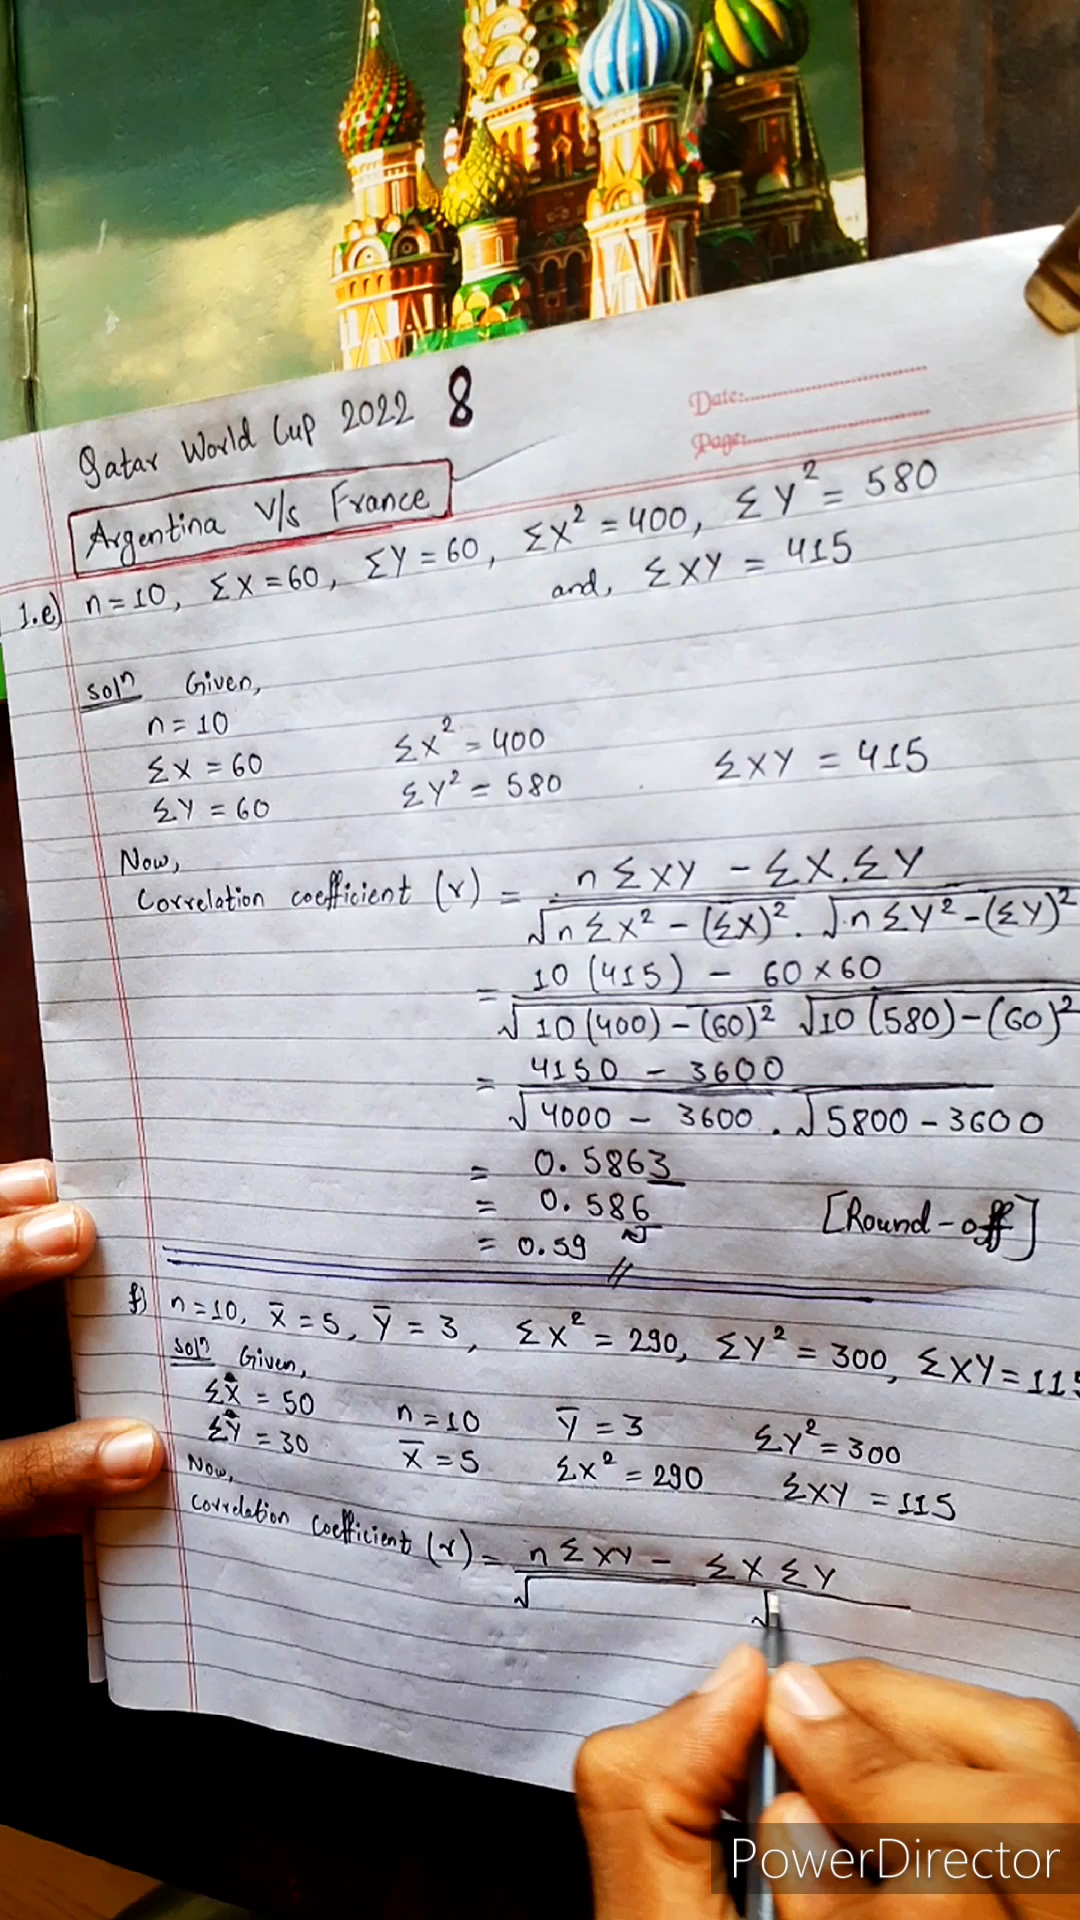 Qatar World Cup 2022 8
Date:
Page:
Argentina V/s France
1.e) n = 10, ΣX = 60, ΣY = 60, ΣX² = 400, ΣY² = 580
and, ΣXY = 415
Solⁿ Given,
n = 10
ΣX = 60 ΣX² = 400 ΣXY = 415
ΣY = 60 ΣY² = 580
Now,
Correlation coefficient (r) = nΣXY - ΣX.ΣY
√nΣX² - (ΣX)² . √nΣY² - (ΣY)²
= 10 (415) - 60 × 60
√10(400) - (60)² √10(580) - (60)²
= 4150 - 3600
√4000 - 3600 . √5800 - 3600
= 0.5863
= 0.586 [Round-off]
= 0.59
f) n = 10, X̄ = 5, Ȳ = 3, ΣX² = 290, ΣY² = 300, ΣXY = 115
Solⁿ Given,
ΣX = 50 n = 10 Ȳ = 3 ΣY² = 300
ΣY = 30 X̄ = 5 ΣX² = 290 ΣXY = 115
Now,
Correlation coefficient (r) = nΣXY - ΣXΣY
√ √
PowerDirector